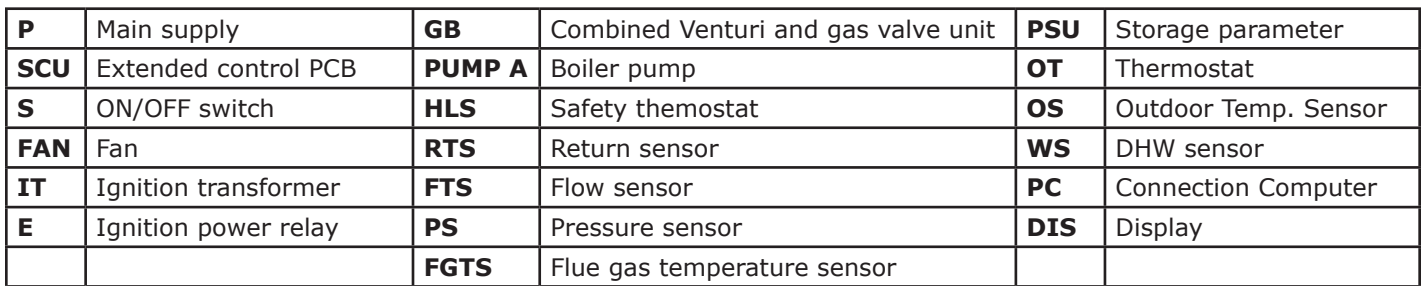 P Main supply GB Combined Venturi and gas valve unit PSU Storage parameter
SCU Extended control PCB PUMP A Boiler pump OT Thermostat
S ON/OFF switch HLS Safety themostat OS Outdoor Temp. Sensor
FAN Fan RTS Return sensor WS DHW sensor
IT Ignition transformer FTS Flow sensor PC Connection Computer
E Ignition power relay PS Pressure sensor DIS Display
FGTS Flue gas temperature sensor